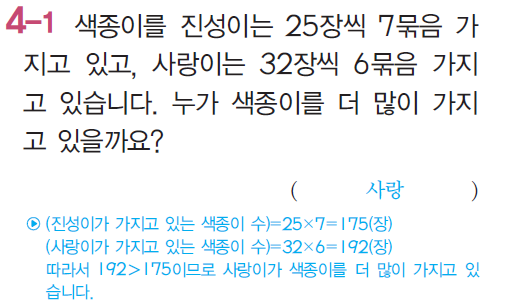 4-1 색종이를 진성이는 25장씩 7묶음 가
지고 있고, 사랑이는 32장씩 6묶음 가지
고 있습니다. 누가 색종이를 더 많이 가지
고 있을까요?
( 사랑 )
(진성이가 가지고 있는 색종이 수)=25×7=175(장)
(사랑이가 가지고 있는 색종이 수)=32×6=192(장)
따라서 192>175이므로 사랑이가 색종이를 더 많이 가지고 있
습니다.